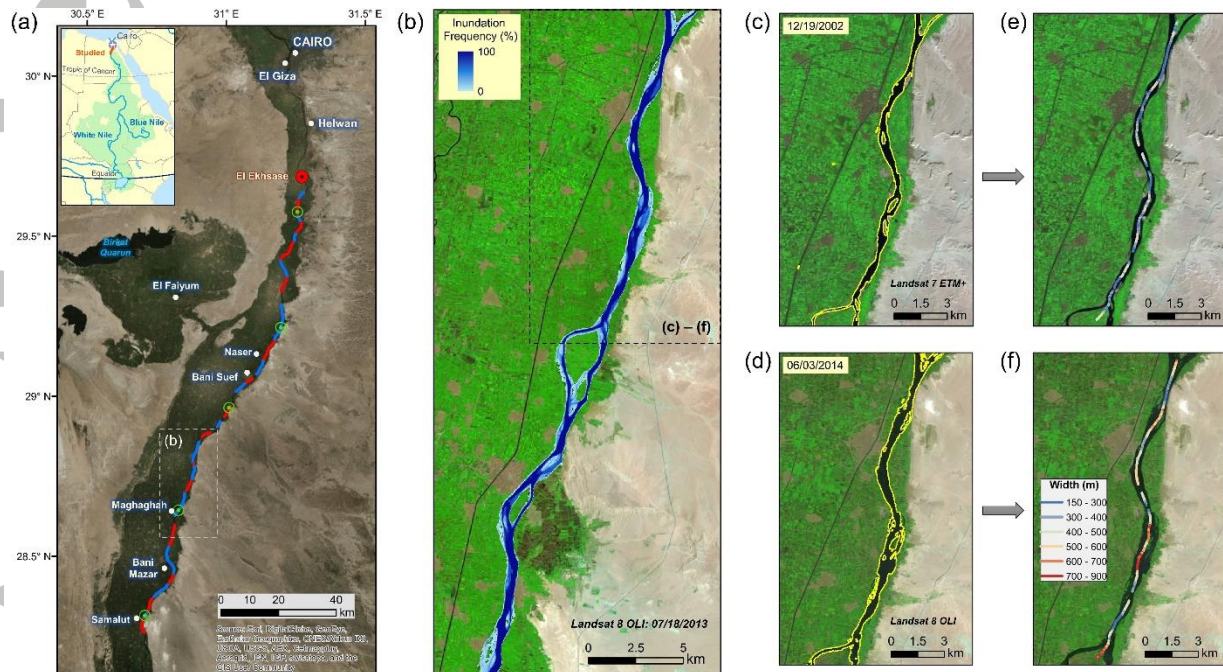 (a)
30.5° E
31° E
31.5° E
Cairo
Studied
Tropic of Cancer
White Nile
Blue Nile
Equator
30° N
29.5° N
29° N
28.5° N
CAIRO
El Giza
Helwan
El Ekhsase
Birkat
Quarun
El Faiyum
Naser
Bani Suef
(b)
Maghaghah
Bani
Mazar
Samalut
0 20 40
km
GIS User Community
(b)
Inundation
Frequency (%)
100
0
(c) – (f)
Landsat 8 OLI: 07/18/2013
0 2.5 5
km
(c)
12/19/2002
Landsat 7 ETM+
0 1.5 3
km
(e)
0 1.5 3
km
(d)
06/03/2014
Landsat 8 OLI
0 1.5 3
km
(f)
Width (m)
150 - 300
300 - 400
400 - 500
500 - 600
600 - 700
700 - 900
0 1.5 3
km